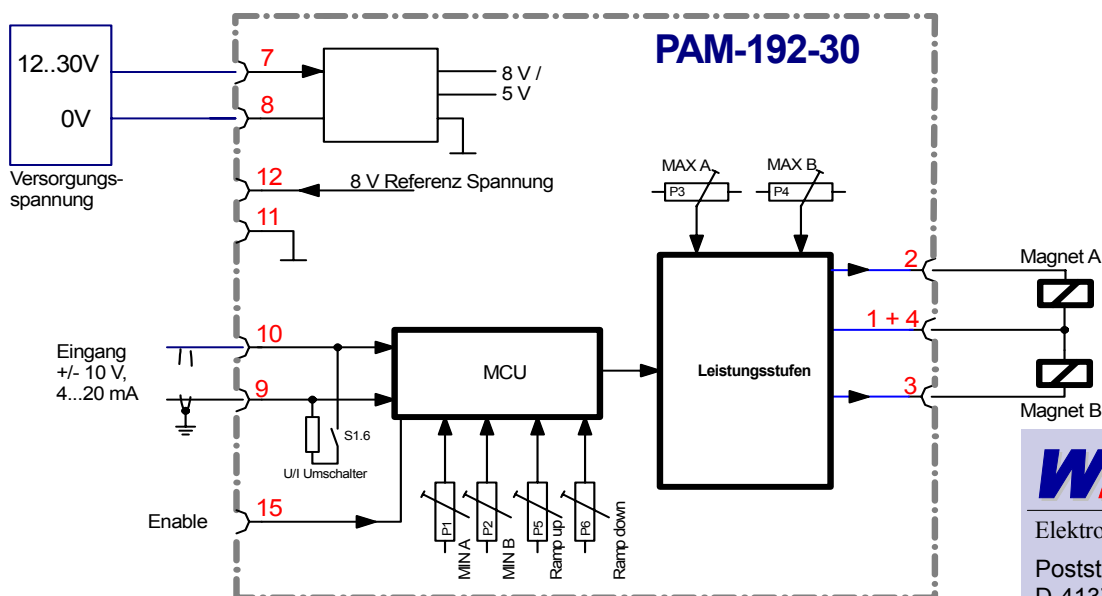 PAM-192-30
12..30V
0V
Versorgungs-
spannung
7
8
8 V /
5 V
12
8 V Referenz Spannung
11
MAX A
P3
MAX B
P4
Eingang
+/- 10 V,
4...20 mA
10
9
S1.6
U/I Umschalter
MCU
Leistungsstufen
2
1 + 4
3
Magnet A
Magnet B
Enable
15
P1
MIN A
P2
MIN B
P5
Ramp up
P6
Ramp down
Elektro